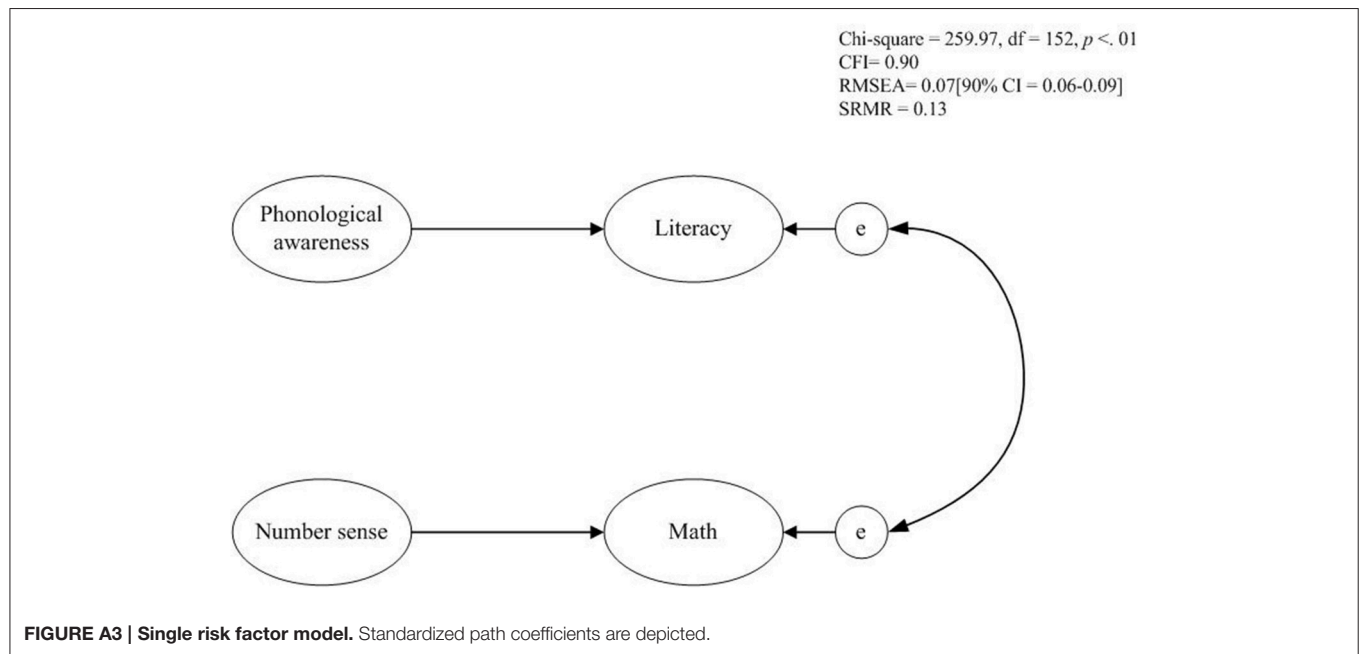 Chi-square = 259.97, df = 152, p <. 01
CFI= 0.90
RMSEA= 0.07[90% CI = 0.06-0.09]
SRMR = 0.13
Phonological
awareness
Literacy
e
Number sense
Math
e
FIGURE A3 | Single risk factor model. Standardized path coefficients are depicted.